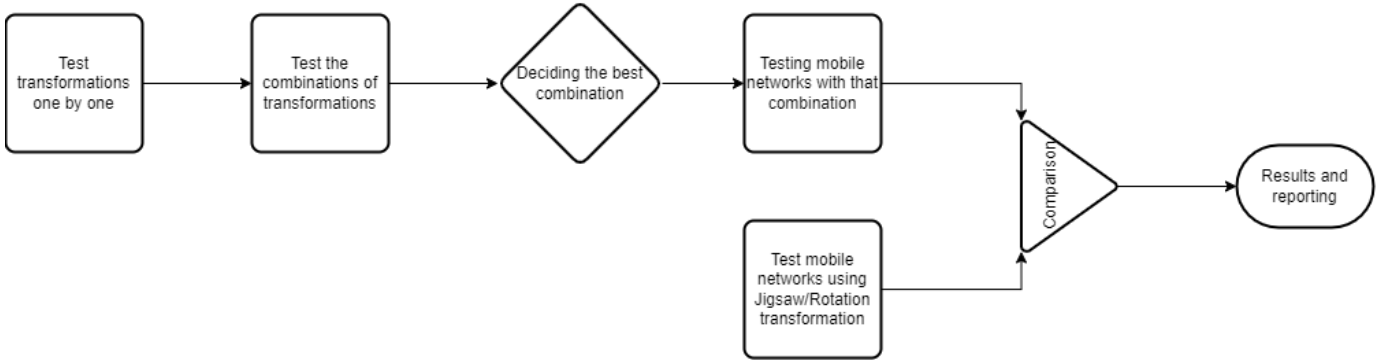 Test
transformations
one by one
Test the
combinations of
transformations
Deciding the best
combination
Testing mobile
networks with that
combination
Test mobile
networks using
Jigsaw/Rotation
transformation
Comparison
Results and
reporting